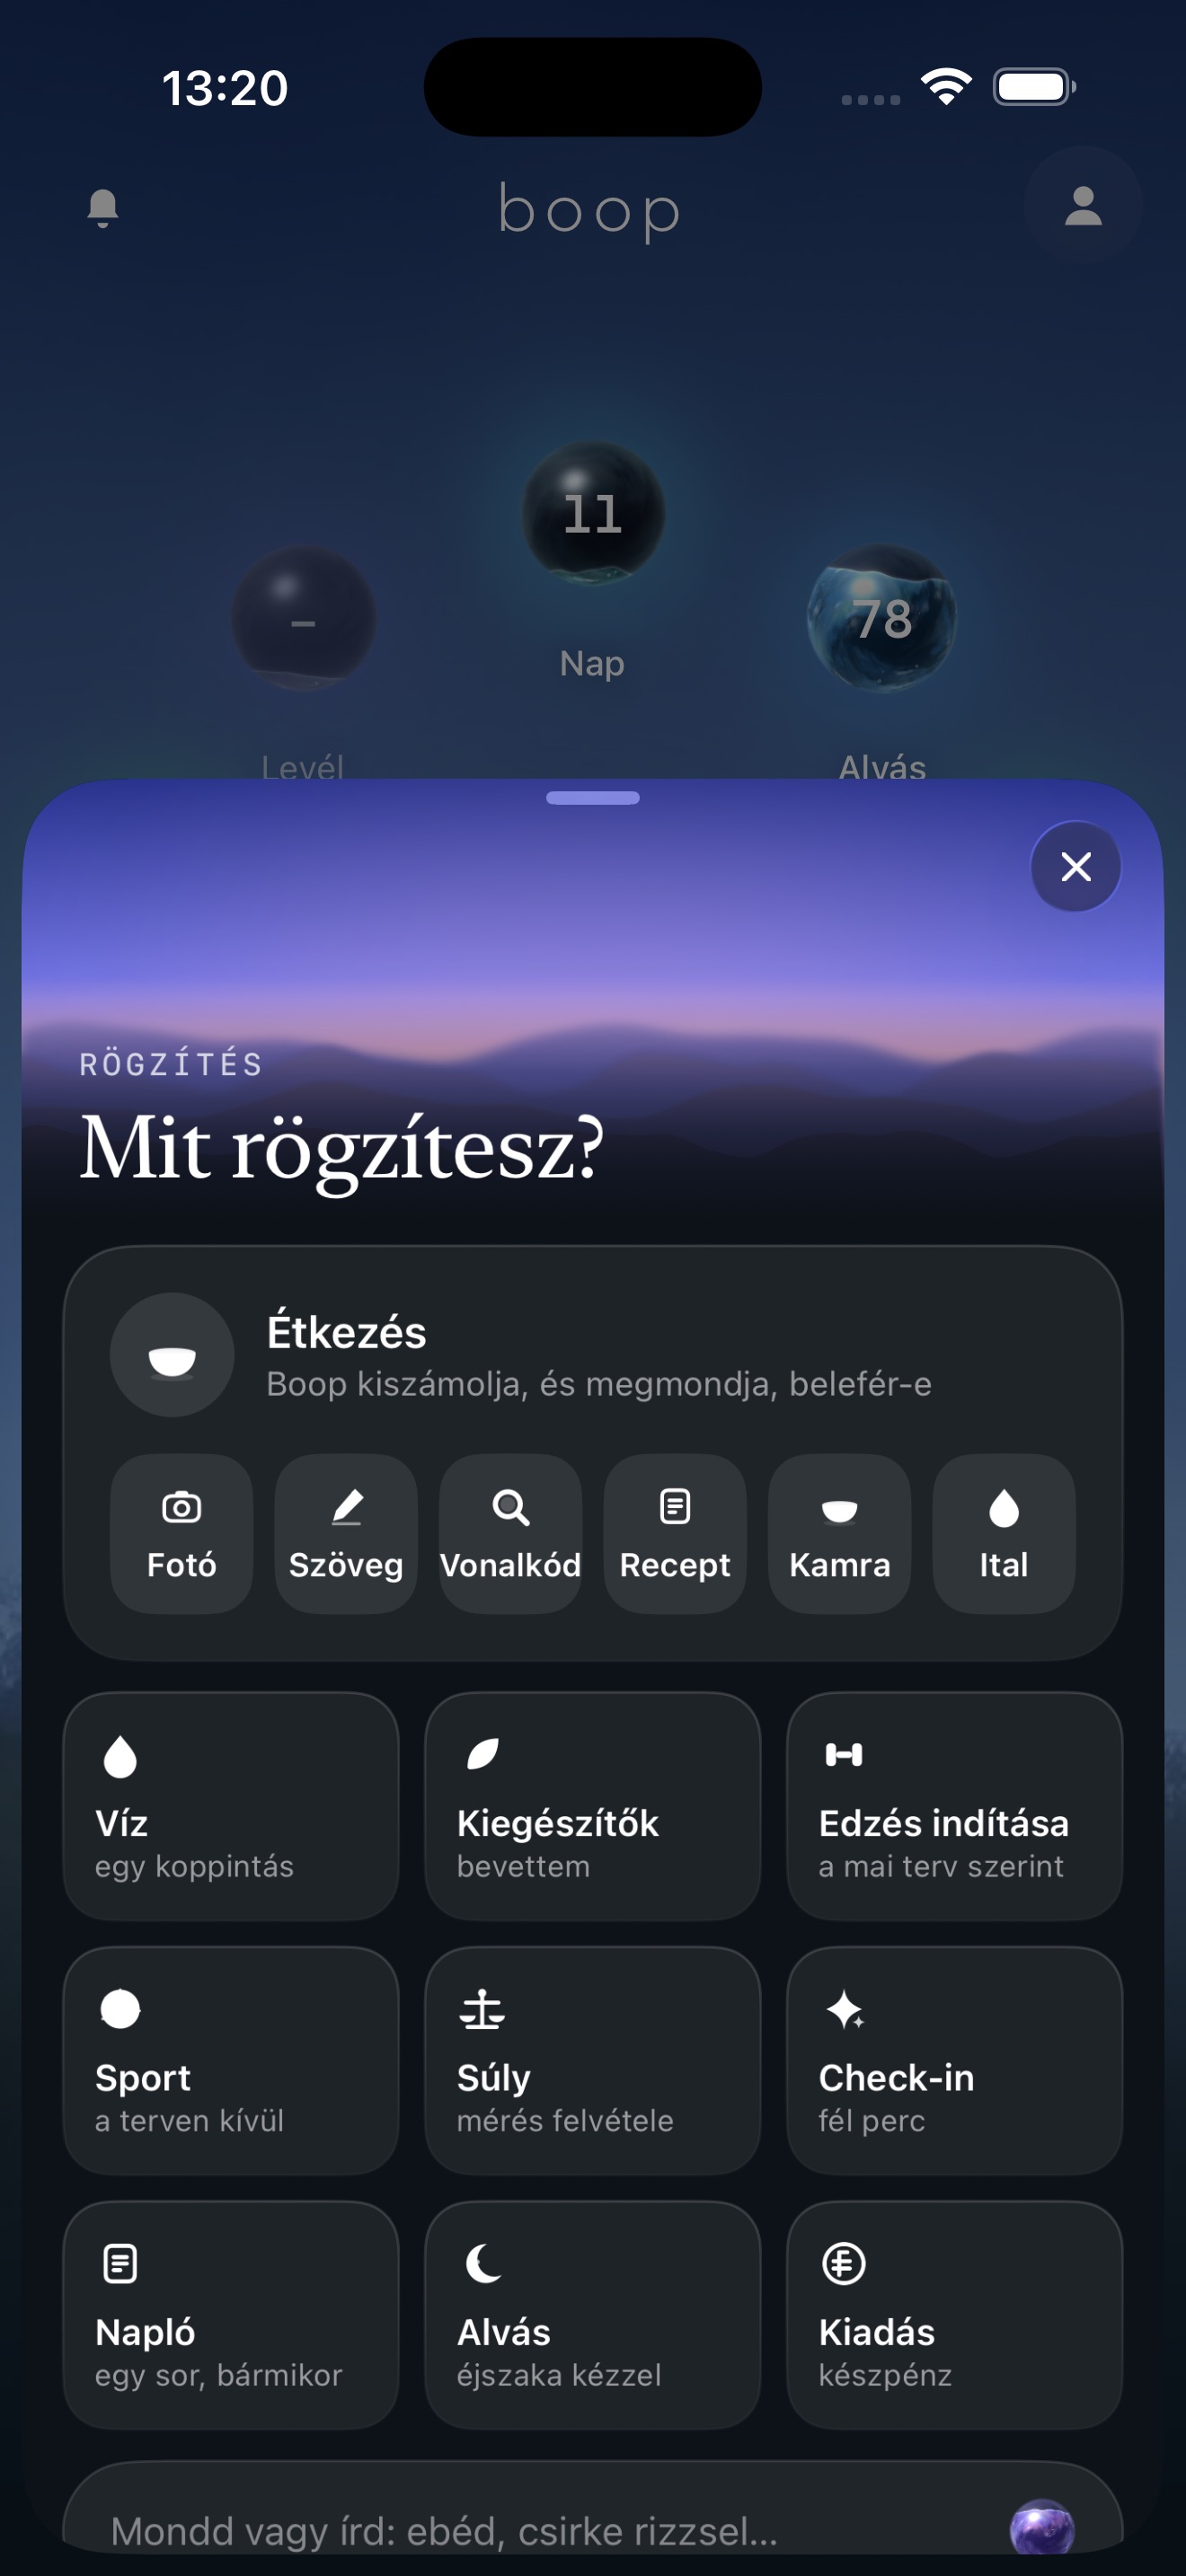 13:20
boop
11
–
78
Nap
Levél
Alvás
RÖGZÍTÉS
Mit rögzítesz?
Étkezés
Boop kiszámolja, és megmondja, belefér-e
Fotó
Szöveg
Vonalkód
Recept
Kamra
Ital
Víz
egy koppintás
Kiegészítők
bevettem
Edzés indítása
a mai terv szerint
Sport
a terven kívül
Súly
mérés felvétele
Check-in
fél perc
Napló
egy sor, bármikor
Alvás
éjszaka kézzel
Kiadás
készpénz
Mondd vagy írd: ebéd, csirke rizzsel...